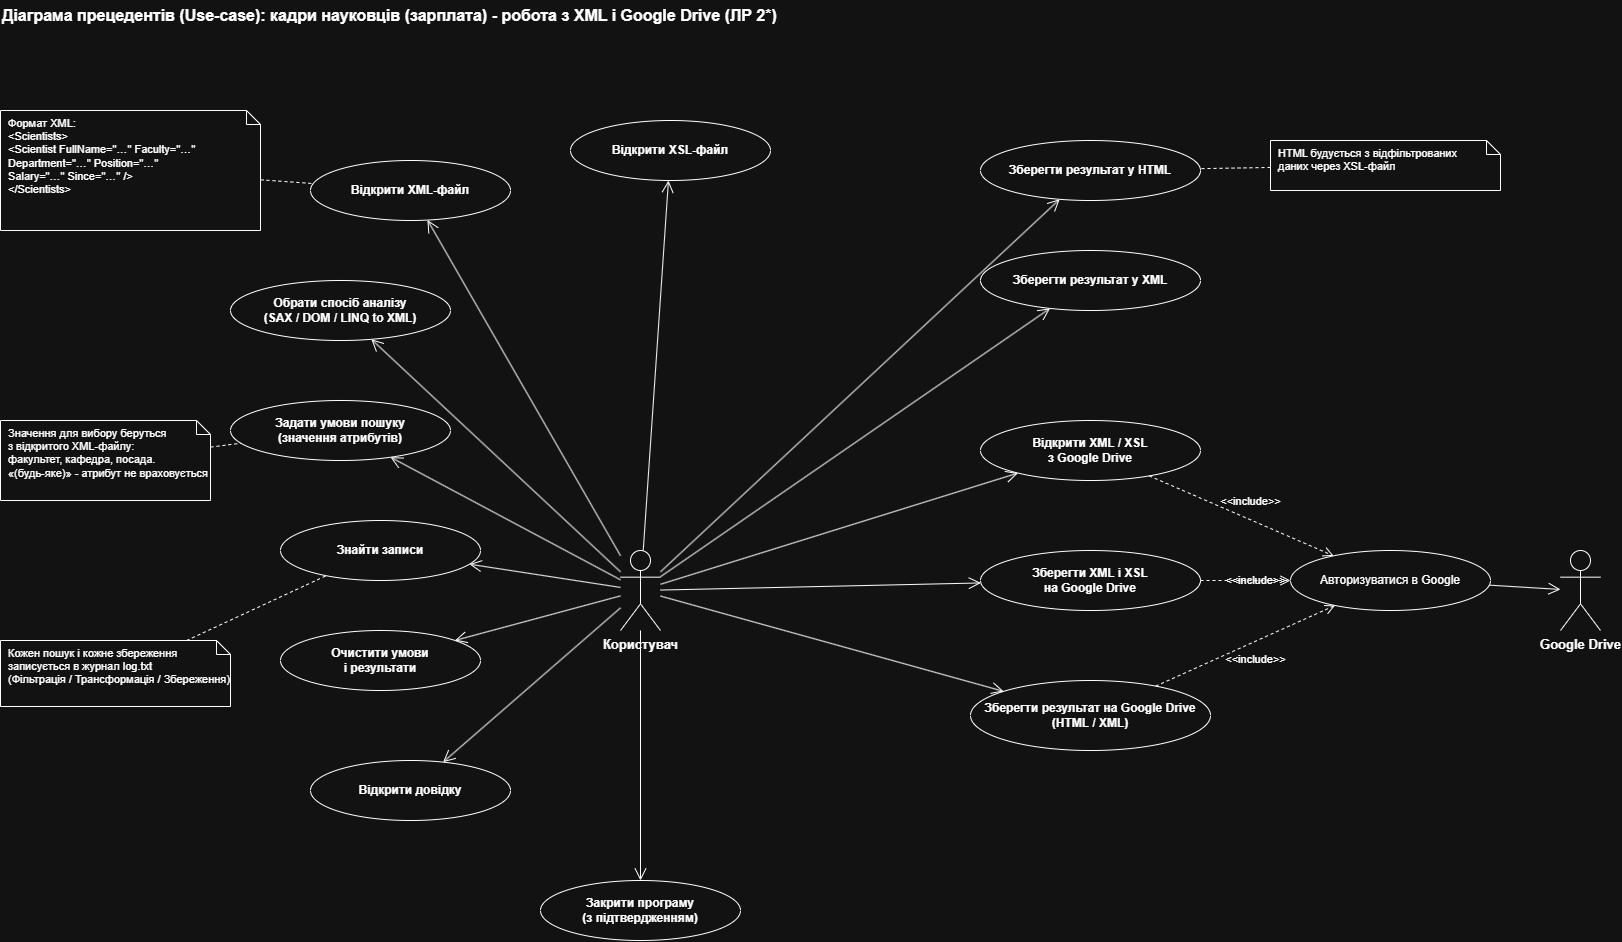 Діаграма прецедентів (Use-case): кадри науковців (зарплата) - робота з XML і Google Drive (ЛР 2*)
Формат XML:
<Scientists>
<Scientist FullName="..." Faculty="..."
Department="..." Position="..."
Salary="..." Since="..." />
</Scientists>
Відкрити XML-файл
Відкрити XSL-файл
Зберегти результат у HTML
HTML будується з відфільтрованих
даних через XSL-файл
Зберегти результат у XML
Обрати спосіб аналізу
(SAX / DOM / LINQ to XML)
Значення для вибору беруться
з відкритого XML-файлу:
факультет, кафедра, посада.
«(будь-яке)» - атрибут не враховується
Задати умови пошуку
(значення атрибутів)
Відкрити XML / XSL
з Google Drive
<<include>>
Знайти записи
Зберегти XML і XSL
на Google Drive
<<include>>
Авторизуватися в Google
Google Drive
Користувач
Кожен пошук і кожне збереження
записується в журнал log.txt
(Фільтрація / Трансформація / Збереження)
Очистити умови
і результати
<<include>>
Зберегти результат на Google Drive
(HTML / XML)
Відкрити довідку
Закрити програму
(з підтвердженням)